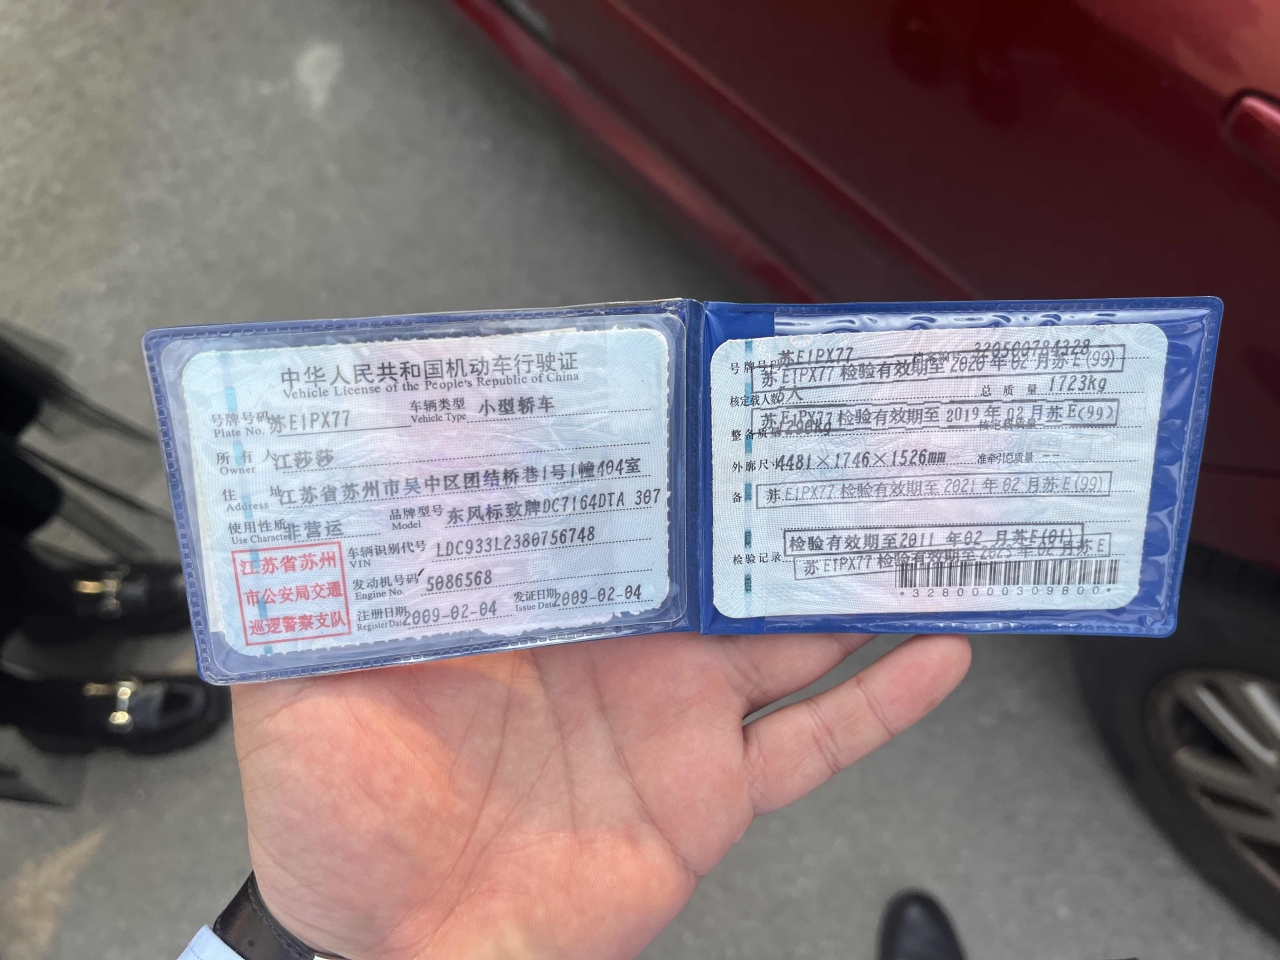 中华人民共和国机动车行驶证
Vehicle License of the People's Republic of China
号牌号码 苏E1PX77 车辆类型 小型轿车
Plate No. Vehicle Type
所有人 江莎莎
Owner
住址 江苏省苏州市吴中区团结桥巷1号1幢404室
Address
使用性质 非营运 品牌型号 东风标致牌DC7164DTA 307
Use Character Model
江苏省苏州
市公安局交通
巡逻警察支队
车辆识别代号 LDC933L2380756748
VIN
发动机号码 5086568
Engine No.
注册日期 2009-02-04 发证日期 2009-02-04
Register Date Issue Date
号牌号码 苏E1PX77 320500784328
苏E1PX77 检验有效期至 2020 年 02 月苏E(99)
核定载人数 5人 总质量 1723kg
苏E1PX77 检验有效期至 2019 年 02 月苏E(99)
整备质量 核定载质量
外廓尺寸 4481×1746×1526mm 准牵引总质量 --
备 苏E1PX77 检验有效期至 2021 年 02 月苏E(99)
检验有效期至 2011 年 02 月苏E(01)
检验记录 苏E1PX77 检验有效期至 2023 年 02 月苏E
*3280000309800*